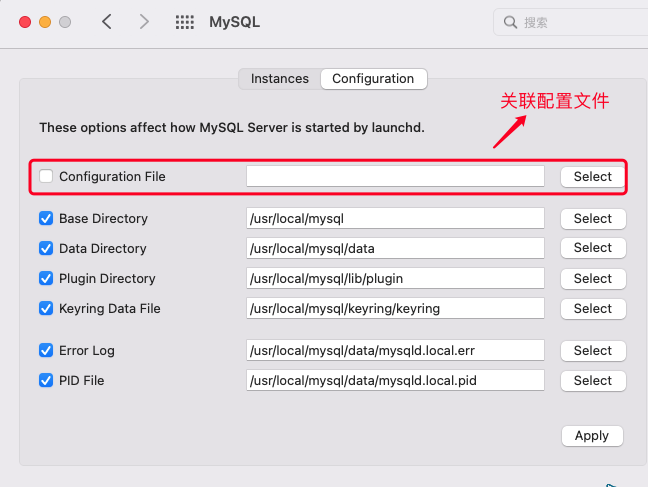 MySQL
搜索
Instances
Configuration
关联配置文件
These options affect how MySQL Server is started by launchd.
Configuration File
Select
Base Directory
/usr/local/mysql
Select
Data Directory
/usr/local/mysql/data
Select
Plugin Directory
/usr/local/mysql/lib/plugin
Select
Keyring Data File
/usr/local/mysql/keyring/keyring
Select
Error Log
/usr/local/mysql/data/mysqld.local.err
Select
PID File
/usr/local/mysql/data/mysqld.local.pid
Select
Apply